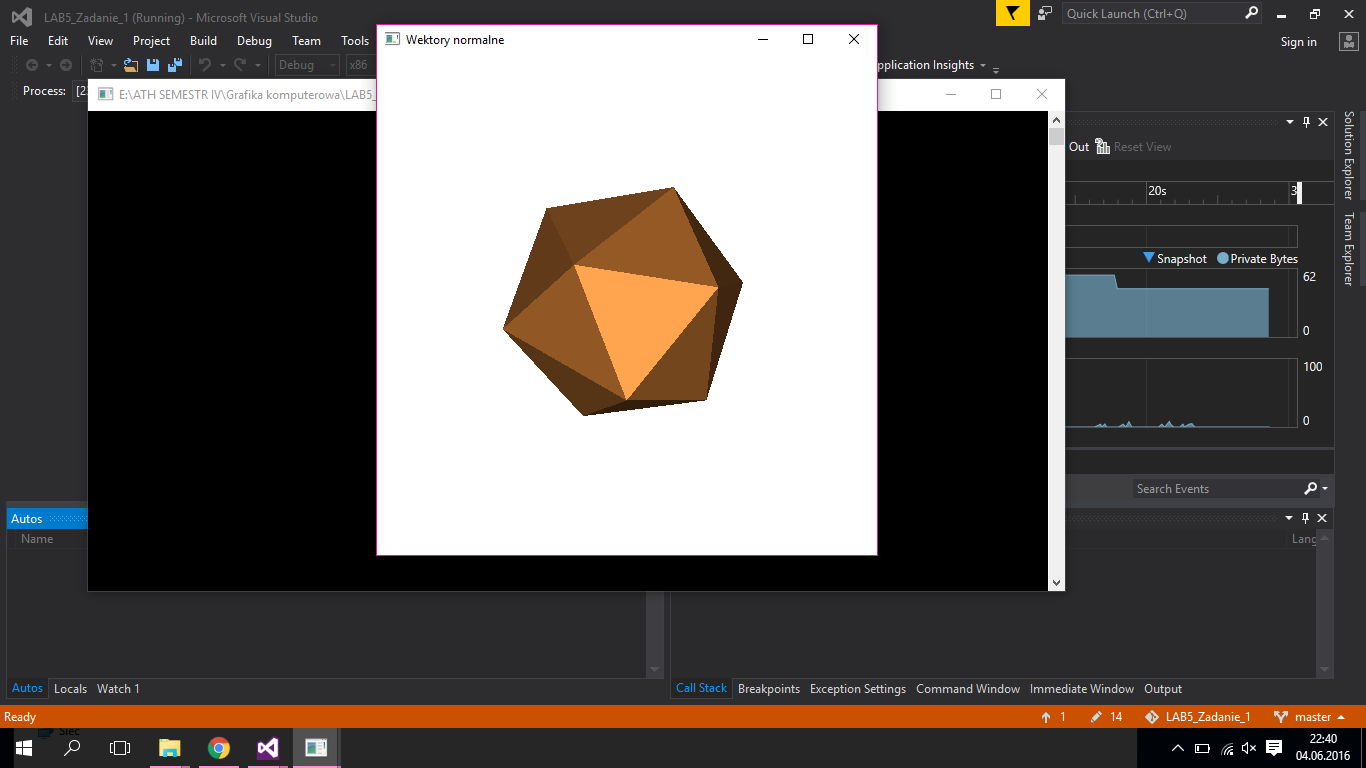 LAB5_Zadanie_1 (Running) - Microsoft Visual Studio
Quick Launch (Ctrl+Q)
File Edit View Project Build Debug Team Tools
Sign in
Wektory normalne
Debug x86
pplication Insights
Process:
E:\ATH SEMESTR IV\Grafika komputerowa\LAB5_
Out Reset View
20s
Snapshot Private Bytes
62
0
100
0
Search Events
Autos
Name
Lang
Solution Explorer
Team Explorer
Autos Locals Watch 1
Call Stack Breakpoints Exception Settings Command Window Immediate Window Output
Ready
1 14 LAB5_Zadanie_1 master
22:40
04.06.2016